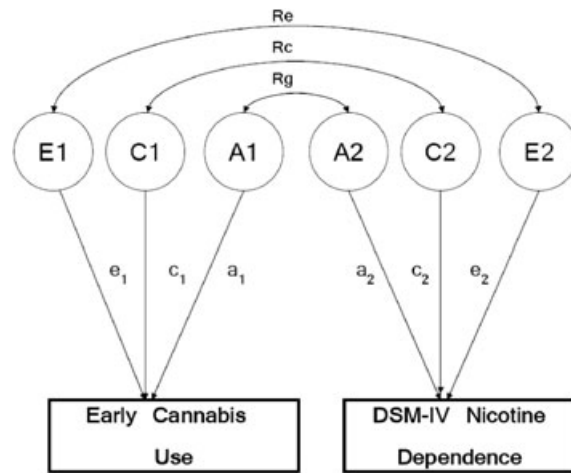 Re
Rc
Rg
E1 C1 A1 A2 C2 E2
e1 c1 a1 a2 c2 e2
Early Cannabis
Use
DSM-IV Nicotine
Dependence